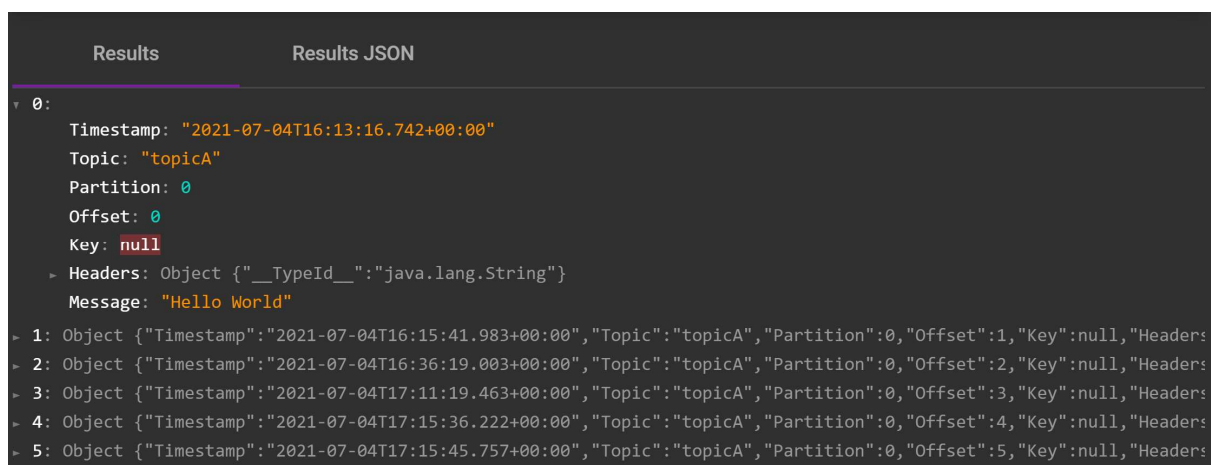 Results Results JSON
0:
Timestamp: "2021-07-04T16:13:16.742+00:00"
Topic: "topicA"
Partition: 0
Offset: 0
Key: null
Headers: Object {"__TypeId__":"java.lang.String"}
Message: "Hello World"
1: Object {"Timestamp":"2021-07-04T16:15:41.983+00:00","Topic":"topicA","Partition":0,"Offset":1,"Key":null,"Headers
2: Object {"Timestamp":"2021-07-04T16:36:19.003+00:00","Topic":"topicA","Partition":0,"Offset":2,"Key":null,"Headers
3: Object {"Timestamp":"2021-07-04T17:11:19.463+00:00","Topic":"topicA","Partition":0,"Offset":3,"Key":null,"Headers
4: Object {"Timestamp":"2021-07-04T17:15:36.222+00:00","Topic":"topicA","Partition":0,"Offset":4,"Key":null,"Headers
5: Object {"Timestamp":"2021-07-04T17:15:45.757+00:00","Topic":"topicA","Partition":0,"Offset":5,"Key":null,"Headers